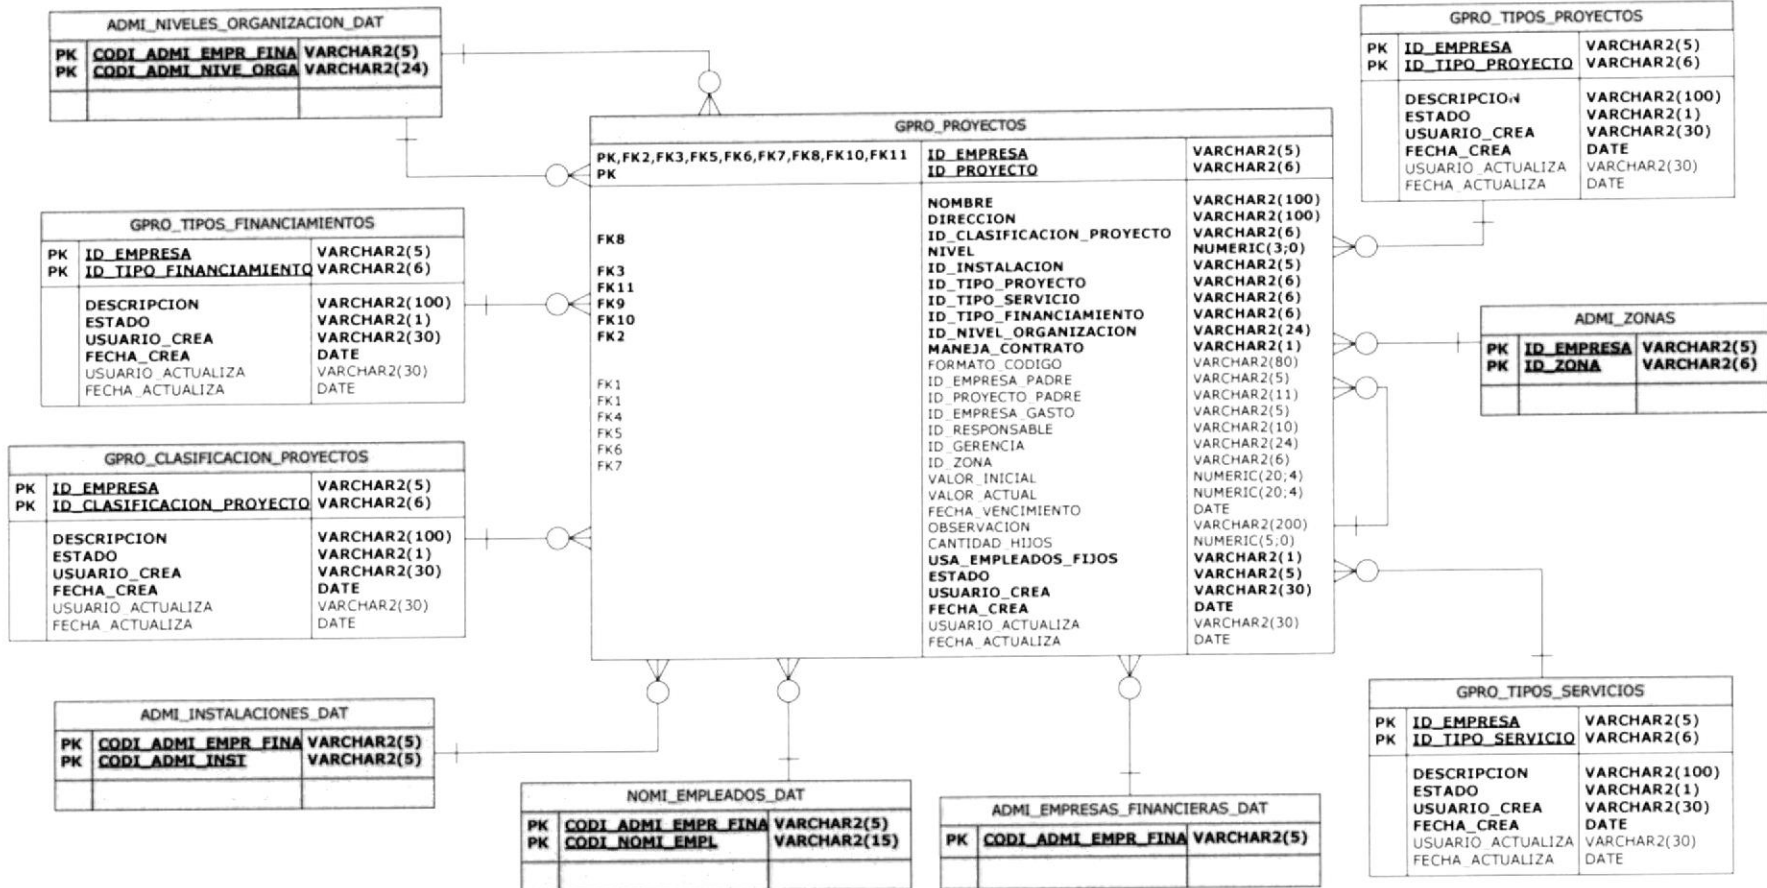 ADMI_NIVELES_ORGANIZACION_DAT
PK CODI_ADMI_EMPR_FINA VARCHAR2(5)
PK CODI_ADMI_NIVE_ORGA VARCHAR2(24)
GPRO_TIPOS_PROYECTOS
PK ID_EMPRESA VARCHAR2(5)
PK ID_TIPO_PROYECTO VARCHAR2(6)
DESCRIPCION VARCHAR2(100)
ESTADO VARCHAR2(1)
USUARIO_CREA VARCHAR2(30)
FECHA_CREA DATE
USUARIO_ACTUALIZA VARCHAR2(30)
FECHA_ACTUALIZA DATE
GPRO_PROYECTOS
PK,FK2,FK3,FK5,FK6,FK7,FK8,FK10,FK11 ID_EMPRESA VARCHAR2(5)
PK ID_PROYECTO VARCHAR2(6)
NOMBRE VARCHAR2(100)
DIRECCION VARCHAR2(100)
FK8 ID_CLASIFICACION_PROYECTO VARCHAR2(6)
NIVEL NUMERIC(3;0)
FK3 ID_INSTALACION VARCHAR2(5)
FK11 ID_TIPO_PROYECTO VARCHAR2(6)
FK9 ID_TIPO_SERVICIO VARCHAR2(6)
FK10 ID_TIPO_FINANCIAMIENTO VARCHAR2(6)
FK2 ID_NIVEL_ORGANIZACION VARCHAR2(24)
MANEJA_CONTRATO VARCHAR2(1)
FORMATO_CODIGO VARCHAR2(80)
FK1 ID_EMPRESA_PADRE VARCHAR2(5)
FK1 ID_PROYECTO_PADRE VARCHAR2(11)
FK4 ID_EMPRESA_GASTO VARCHAR2(5)
FK5 ID_RESPONSABLE VARCHAR2(10)
FK6 ID_GERENCIA VARCHAR2(24)
FK7 ID_ZONA VARCHAR2(6)
VALOR_INICIAL NUMERIC(20;4)
VALOR_ACTUAL NUMERIC(20;4)
FECHA_VENCIMIENTO DATE
OBSERVACION VARCHAR2(200)
CANTIDAD_HIJOS NUMERIC(5;0)
USA_EMPLEADOS_FIJOS VARCHAR2(1)
ESTADO VARCHAR2(5)
USUARIO_CREA VARCHAR2(30)
FECHA_CREA DATE
USUARIO_ACTUALIZA VARCHAR2(30)
FECHA_ACTUALIZA DATE
GPRO_TIPOS_FINANCIAMIENTOS
PK ID_EMPRESA VARCHAR2(5)
PK ID_TIPO_FINANCIAMIENTO VARCHAR2(6)
DESCRIPCION VARCHAR2(100)
ESTADO VARCHAR2(1)
USUARIO_CREA VARCHAR2(30)
FECHA_CREA DATE
USUARIO_ACTUALIZA VARCHAR2(30)
FECHA_ACTUALIZA DATE
ADMI_ZONAS
PK ID_EMPRESA VARCHAR2(5)
PK ID_ZONA VARCHAR2(6)
GPRO_CLASIFICACION_PROYECTOS
PK ID_EMPRESA VARCHAR2(5)
PK ID_CLASIFICACION_PROYECTO VARCHAR2(6)
DESCRIPCION VARCHAR2(100)
ESTADO VARCHAR2(1)
USUARIO_CREA VARCHAR2(30)
FECHA_CREA DATE
USUARIO_ACTUALIZA VARCHAR2(30)
FECHA_ACTUALIZA DATE
ADMI_INSTALACIONES_DAT
PK CODI_ADMI_EMPR_FINA VARCHAR2(5)
PK CODI_ADMI_INST VARCHAR2(5)
NOMI_EMPLEADOS_DAT
PK CODI_ADMI_EMPR_FINA VARCHAR2(5)
PK CODI_NOMI_EMPL VARCHAR2(15)
ADMI_EMPRESAS_FINANCIERAS_DAT
PK CODI_ADMI_EMPR_FINA VARCHAR2(5)
GPRO_TIPOS_SERVICIOS
PK ID_EMPRESA VARCHAR2(5)
PK ID_TIPO_SERVICIO VARCHAR2(6)
DESCRIPCION VARCHAR2(100)
ESTADO VARCHAR2(1)
USUARIO_CREA VARCHAR2(30)
FECHA_CREA DATE
USUARIO_ACTUALIZA VARCHAR2(30)
FECHA_ACTUALIZA DATE